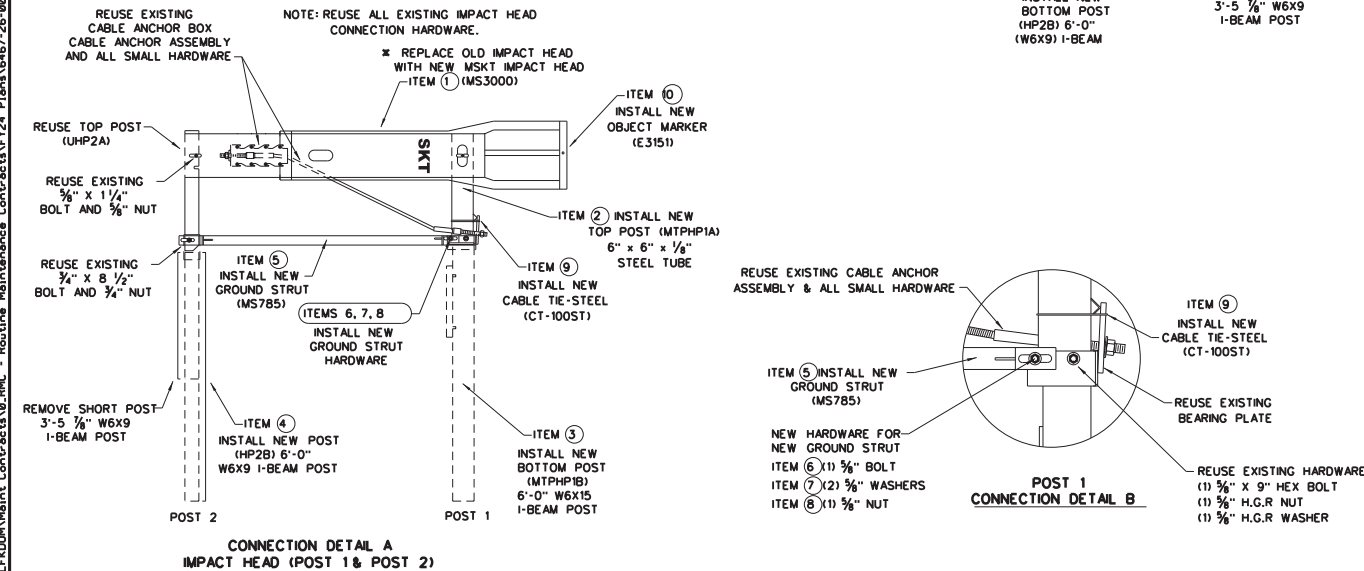 REUSE EXISTING
CABLE ANCHOR BOX
CABLE ANCHOR ASSEMBLY
AND ALL SMALL HARDWARE
NOTE: REUSE ALL EXISTING IMPACT HEAD
CONNECTION HARDWARE.
* REPLACE OLD IMPACT HEAD
WITH NEW MSKT IMPACT HEAD
ITEM 1 (MS3000)
ITEM 10
INSTALL NEW
OBJECT MARKER
(E3151)
REUSE TOP POST
(UHP2A)
SKT
REUSE EXISTING
5/8" X 1 1/4"
BOLT AND 5/8" NUT
ITEM 2 INSTALL NEW
TOP POST (MTPHP1A)
6" x 6" x 1/8"
STEEL TUBE
REUSE EXISTING
3/4" X 8 1/2"
BOLT AND 3/4" NUT
ITEM 5
INSTALL NEW
GROUND STRUT
(MS785)
ITEM 9
INSTALL NEW
CABLE TIE-STEEL
(CT-100ST)
ITEMS 6, 7, 8
INSTALL NEW
GROUND STRUT
HARDWARE
REMOVE SHORT POST
3'-5 7/8" W6X9
I-BEAM POST
ITEM 4
INSTALL NEW POST
(HP2B) 6'-0"
W6X9 I-BEAM POST
ITEM 3
INSTALL NEW
BOTTOM POST
(MTPHP1B)
6'-0" W6X15
I-BEAM POST
POST 2
POST 1
CONNECTION DETAIL A
IMPACT HEAD (POST 1 & POST 2)
BOTTOM POST
(HP2B) 6'-0"
(W6X9) I-BEAM
3'-5 7/8" W6X9
I-BEAM POST
REUSE EXISTING CABLE ANCHOR
ASSEMBLY & ALL SMALL HARDWARE
ITEM 9
INSTALL NEW
CABLE TIE-STEEL
(CT-100ST)
ITEM 5 INSTALL NEW
GROUND STRUT
(MS785)
REUSE EXISTING
BEARING PLATE
NEW HARDWARE FOR
NEW GROUND STRUT
ITEM 6 (1) 5/8" BOLT
ITEM 7 (2) 5/8" WASHERS
ITEM 8 (1) 5/8" NUT
POST 1
CONNECTION DETAIL B
REUSE EXISTING HARDWARE
(1) 5/8" X 9" HEX BOLT
(1) 5/8" H.G.R NUT
(1) 5/8" H.G.R WASHER